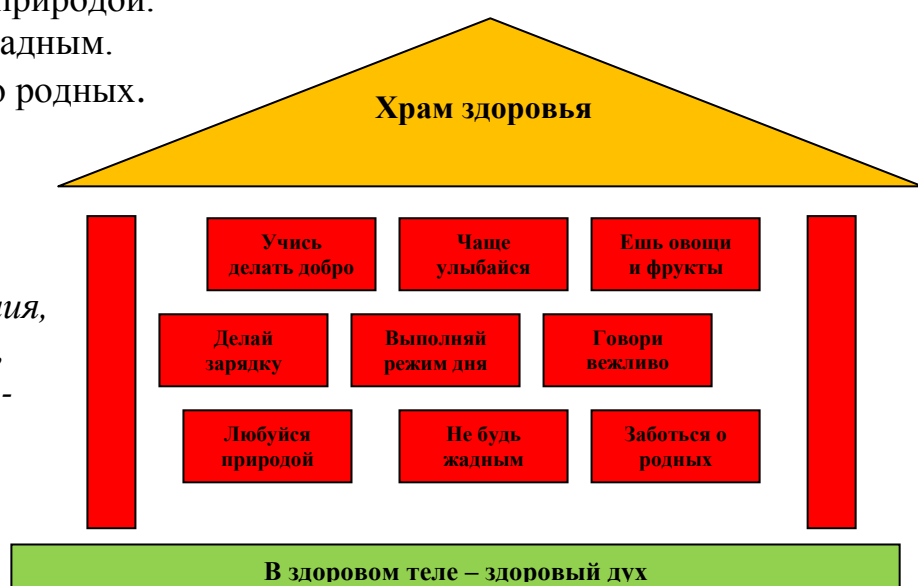 природой.
адным.
о родных.
Храм здоровья
Учись
делать добро
Чаще
улыбайся
Ешь овощи
и фрукты
ия,
Делай
зарядку
Выполняй
режим дня
Говори
вежливо
-
Любуйся
природой
Не будь
жадным
Заботься о
родных
В здоровом теле – здоровый дух